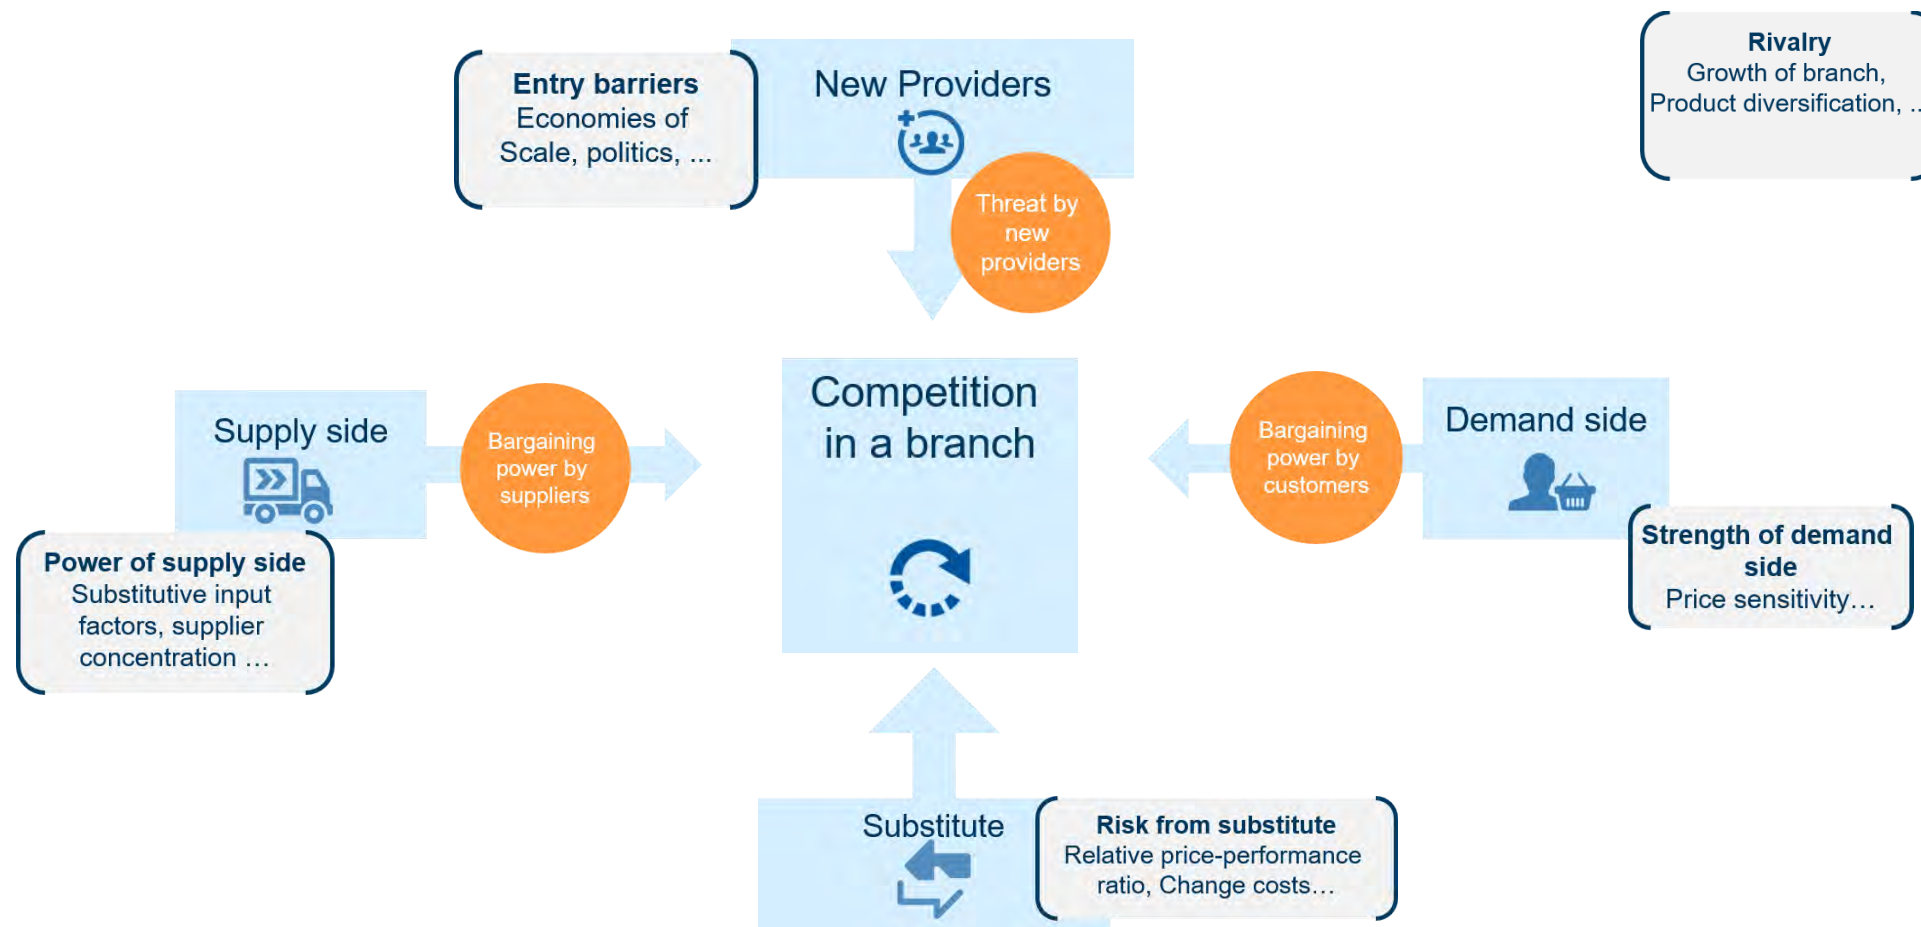 Entry barriers
Economies of
Scale, politics, ...
New Providers
Rivalry
Growth of branch,
Product diversification, ..
Threat by
new
providers
Supply side
Bargaining
power by
suppliers
Competition
in a branch
Bargaining
power by
customers
Demand side
Power of supply side
Substitutive input
factors, supplier
concentration …
Strength of demand
side
Price sensitivity…
Substitute
Risk from substitute
Relative price-performance
ratio, Change costs…